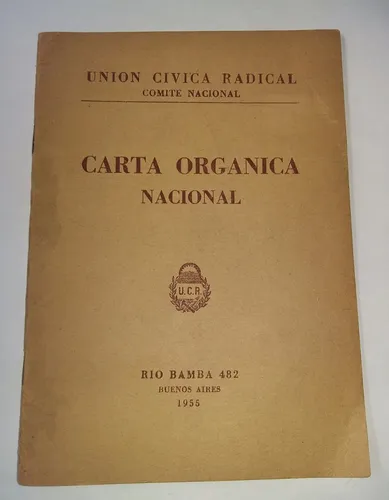 UNION CIVICA RADICAL
COMITE NACIONAL
CARTA ORGANICA
NACIONAL
U.C.R.
RIO BAMBA 482
BUENOS AIRES
1955